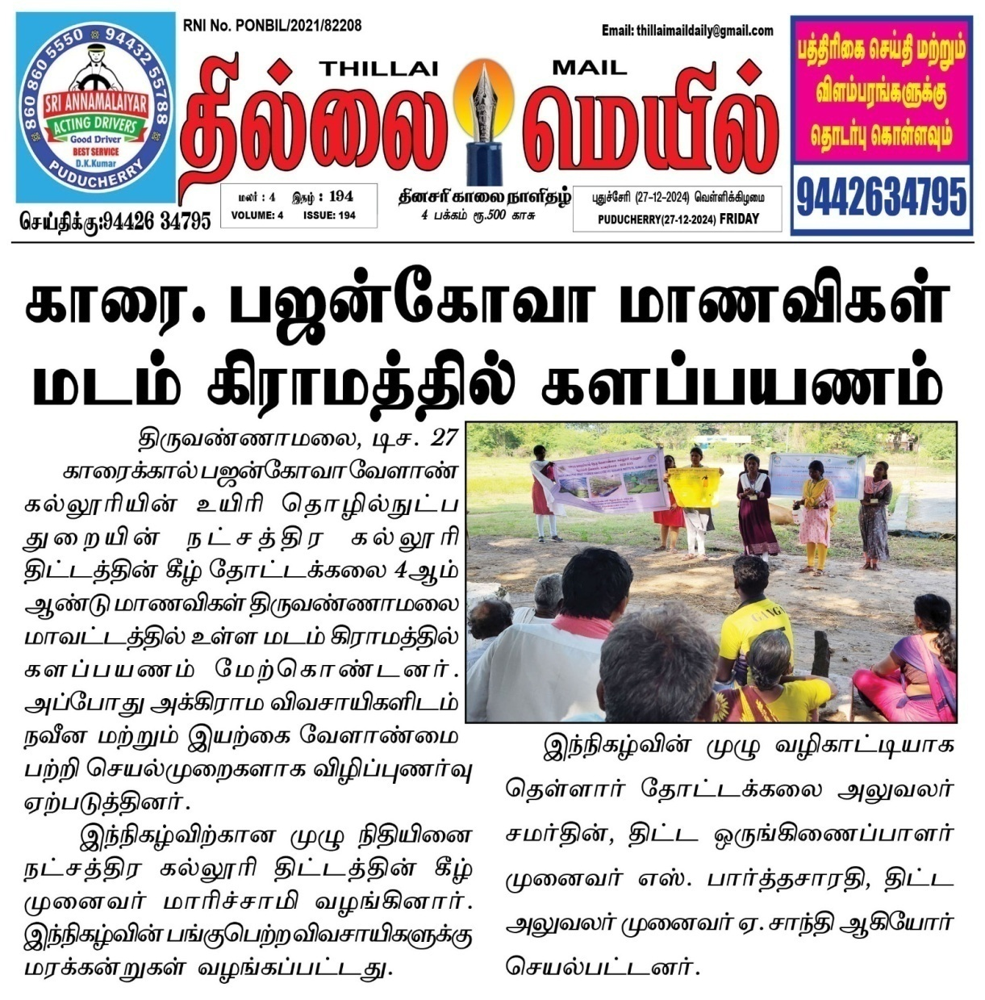 860 860 5550 ● 94432 55788
SRI ANNAMALAIYAR
ACTING DRIVERS
Good Driver
BEST SERVICE
D.K.Kumar
PUDUCHERRY
செய்திக்கு:94426 34795
RNI No. PONBIL/2021/82208
Email: thillaimaildaily@gmail.com
THILLAI MAIL
தில்லை மெயில்
மலர் : 4 இதழ் : 194
VOLUME: 4 ISSUE: 194
தினசரி காலை நாளிதழ்
4 பக்கம் ரூ.500 காசு
புதுச்சேரி (27-12-2024) வெள்ளிக்கிழமை
PUDUCHERRY(27-12-2024) FRIDAY
பத்திரிகை செய்தி மற்றும்
விளம்பரங்களுக்கு
தொடர்பு கொள்ளவும்
9442634795
காரை. பஜன்கோவா மாணவிகள்
மடம் கிராமத்தில் களப்பயணம்
திருவண்ணாமலை, டிச. 27
காரைக்கால் பஜன்கோவா வேளாண்
கல்லூரியின் உயிரி தொழில்நுட்ப
துறையின் நட்சத்திர கல்லூரி
திட்டத்தின் கீழ் தோட்டக்கலை 4ஆம்
ஆண்டு மாணவிகள் திருவண்ணாமலை
மாவட்டத்தில் உள்ள மடம் கிராமத்தில்
களப்பயணம் மேற்கொண்டனர்.
அப்போது அக்கிராம விவசாயிகளிடம்
நவீன மற்றும் இயற்கை வேளாண்மை
பற்றி செயல்முறைகளாக விழிப்புணர்வு
ஏற்படுத்தினர்.
இந்நிகழ்விற்கான முழு நிதியினை
நட்சத்திர கல்லூரி திட்டத்தின் கீழ்
முனைவர் மாரிச்சாமி வழங்கினார்.
இந்நிகழ்வின் பங்குபெற்ற விவசாயிகளுக்கு
மரக்கன்றுகள் வழங்கப்பட்டது.
GANGU
இந்நிகழ்வின் முழு வழிகாட்டியாக
தெள்ளார் தோட்டக்கலை அலுவலர்
சமர்தின், திட்ட ஒருங்கிணைப்பாளர்
முனைவர் எஸ். பார்த்தசாரதி, திட்ட
அலுவலர் முனைவர் ஏ. சாந்தி ஆகியோர்
செயல்பட்டனர்.